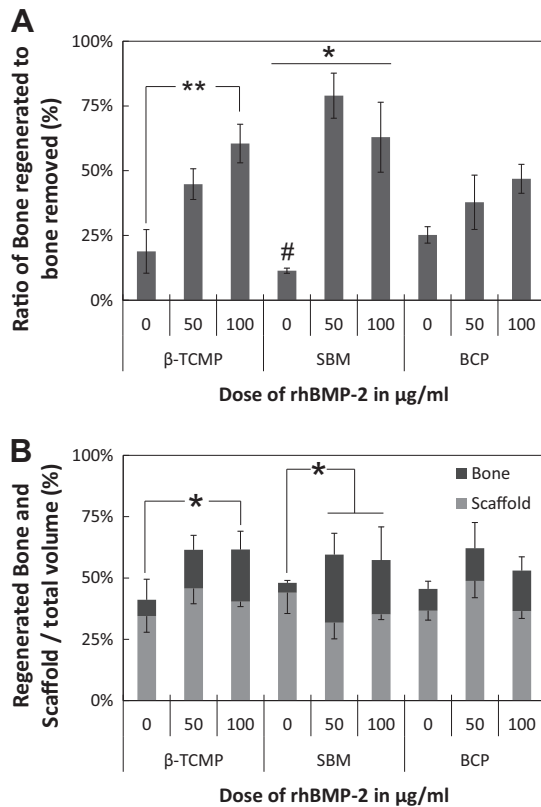 A
Ratio of Bone regenerated to
bone removed (%)
100%
75%
50%
25%
0%
**
*
#
0 50 100 0 50 100 0 50 100
β-TCMP SBM BCP
Dose of rhBMP-2 in µg/ml
B
Regenerated Bone and
Scaffold / total volume (%)
100%
75%
50%
25%
0%
*
*
Bone
Scaffold
0 50 100 0 50 100 0 50 100
β-TCMP SBM BCP
Dose of rhBMP-2 in µg/ml